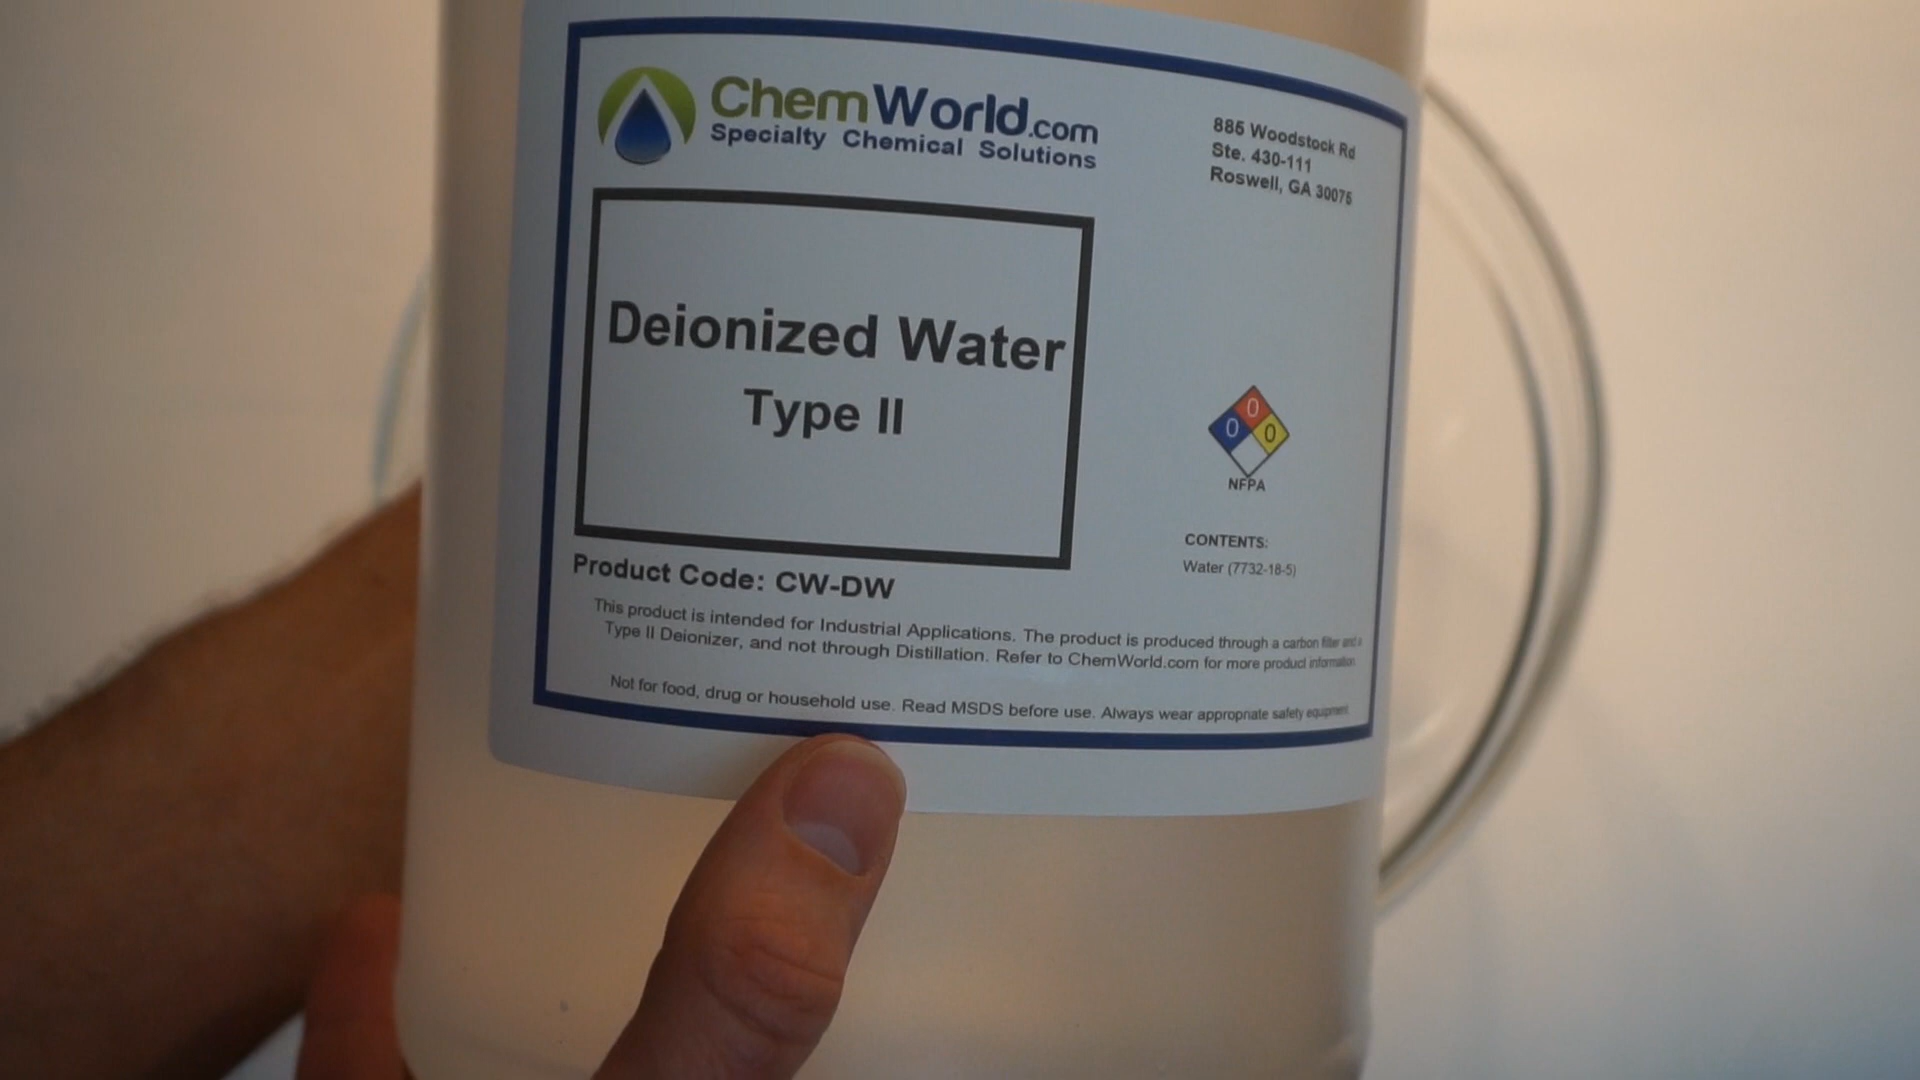 ChemWorld.com
Specialty Chemical Solutions
885 Woodstock Rd
Ste. 430-111
Roswell, GA 30075
Deionized Water
Type II
0
0 0
NFPA
CONTENTS:
Water (7732-18-5)
Product Code: CW-DW
This product is intended for Industrial Applications. The product is produced through a carbon filter and a
Type II Deionizer, and not through Distillation. Refer to ChemWorld.com for more product information.
Not for food, drug or household use. Read MSDS before use. Always wear appropriate safety equipment.